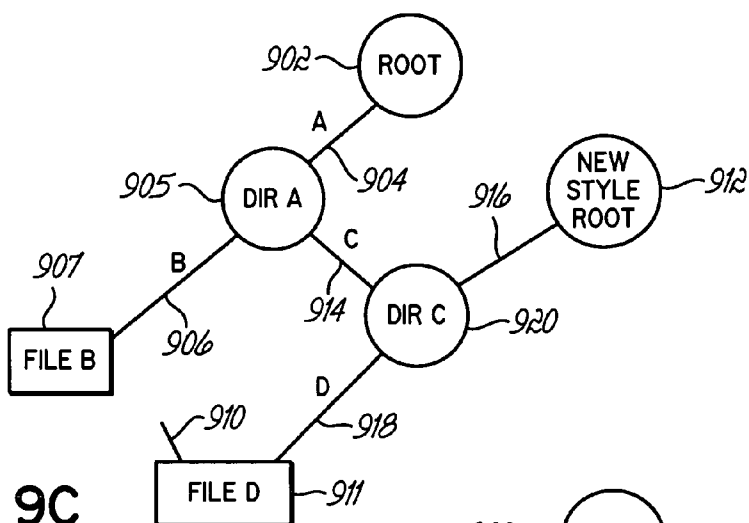 902
ROOT
A
904
905
DIR A
NEW
STYLE
ROOT
912
916
C
914
B
907
906
DIR C
920
FILE B
D
918
910
FILE D
911
9C